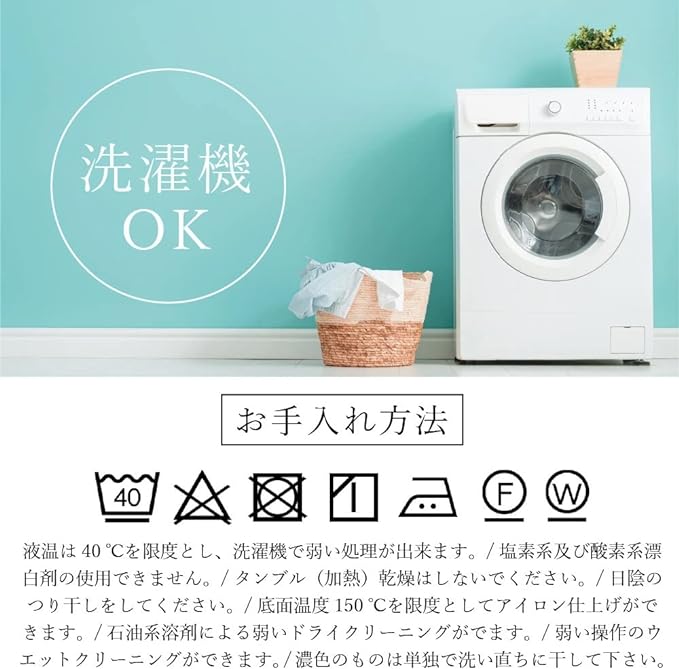 洗濯機
OK
お手入れ方法
40 F W
液温は 40 ℃を限度とし、洗濯機で弱い処理が出来ます。/ 塩素系及び酸素系漂
白剤の使用できません。/ タンブル（加熱）乾燥はしないでください。/ 日陰の
つり干しをしてください。/ 底面温度 150 ℃を限度としてアイロン仕上げがで
きます。/ 石油系溶剤による弱いドライクリーニングがでます。/ 弱い操作のウ
エットクリーニングができます。/ 濃色のものは単独で洗い直ちに干して下さい。